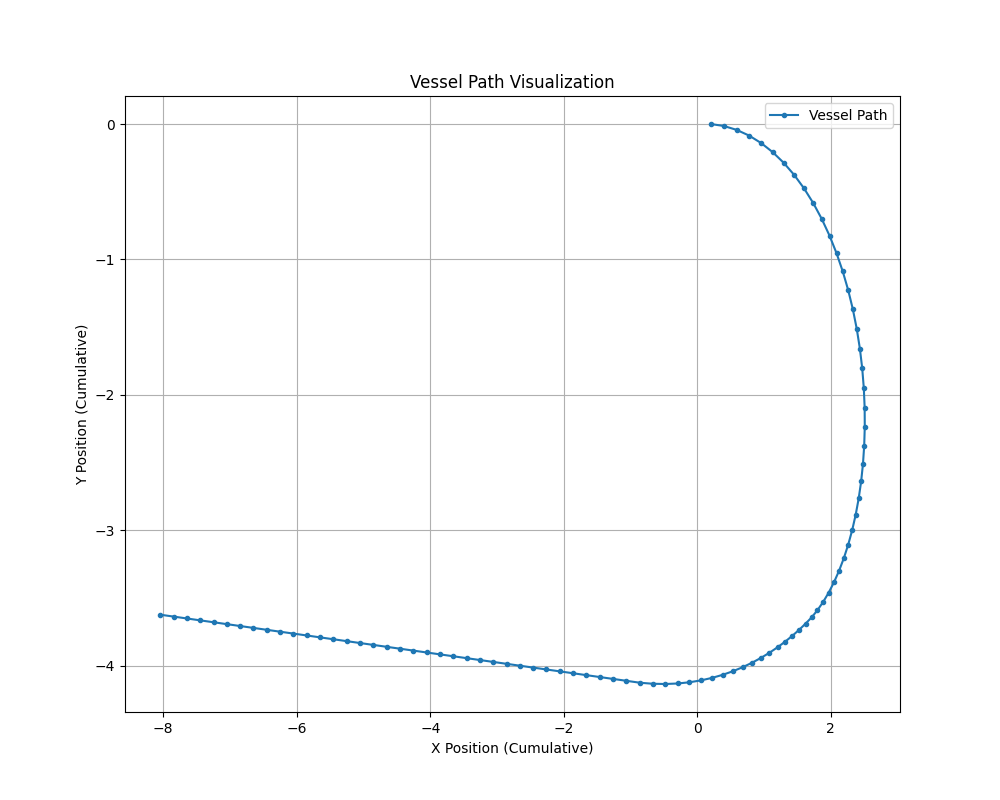 Vessel Path Visualization
Vessel Path
0
−1
−2
−3
−4
Y Position (Cumulative)
−8
−6
−4
−2
0
2
X Position (Cumulative)